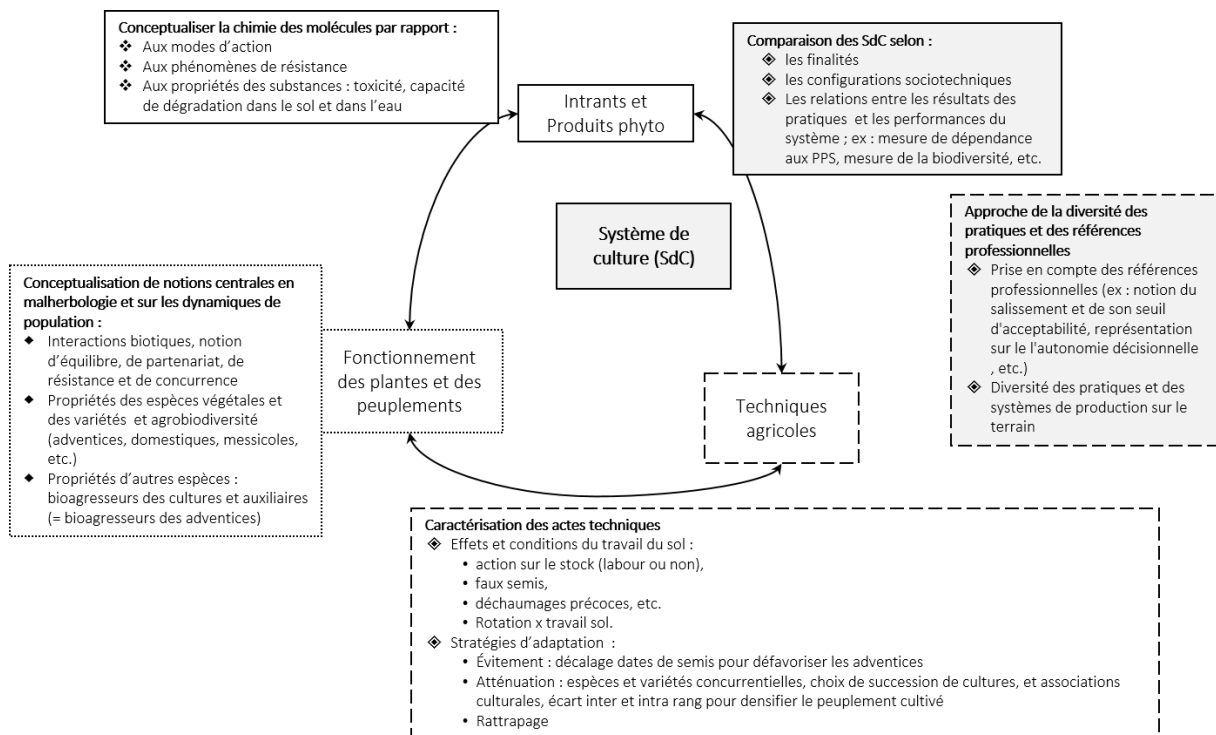 Conceptualiser la chimie des molécules par rapport :
❖ Aux modes d'action
❖ Aux phénomènes de résistance
❖ Aux propriétés des substances : toxicité, capacité
de dégradation dans le sol et dans l'eau
Intrants et
Produits phyto
Comparaison des SdC selon :
◈ les finalités
◈ les configurations sociotechniques
◈ Les relations entre les résultats des
pratiques et les performances du
système ; ex : mesure de dépendance
aux PPS, mesure de la biodiversité, etc.
Système de
culture (SdC)
Approche de la diversité des
pratiques et des références
professionnelles
◈ Prise en compte des références
professionnelles (ex : notion du
salissement et de son seuil
d'acceptabilité, représentation
sur le l'autonomie décisionnelle
, etc.)
◈ Diversité des pratiques et des
systèmes de production sur le
terrain
Conceptualisation de notions centrales en
malherbologie et sur les dynamiques de
population :
◆ Interactions biotiques, notion
d'équilibre, de partenariat, de
résistance et de concurrence
◆ Propriétés des espèces végétales et
des variétés et agrobiodiversité
(adventices, domestiques, messicoles,
etc.)
◆ Propriétés d'autres espèces :
bioagresseurs des cultures et auxiliaires
(= bioagresseurs des adventices)
Fonctionnement
des plantes et des
peuplements
Techniques
agricoles
Caractérisation des actes techniques
◈ Effets et conditions du travail du sol :
• action sur le stock (labour ou non),
• faux semis,
• déchaumages précoces, etc.
• Rotation x travail sol.
◈ Stratégies d'adaptation :
• Évitement : décalage dates de semis pour défavoriser les adventices
• Atténuation : espèces et variétés concurrentielles, choix de succession de cultures, et associations
culturales, écart inter et intra rang pour densifier le peuplement cultivé
• Rattrapage